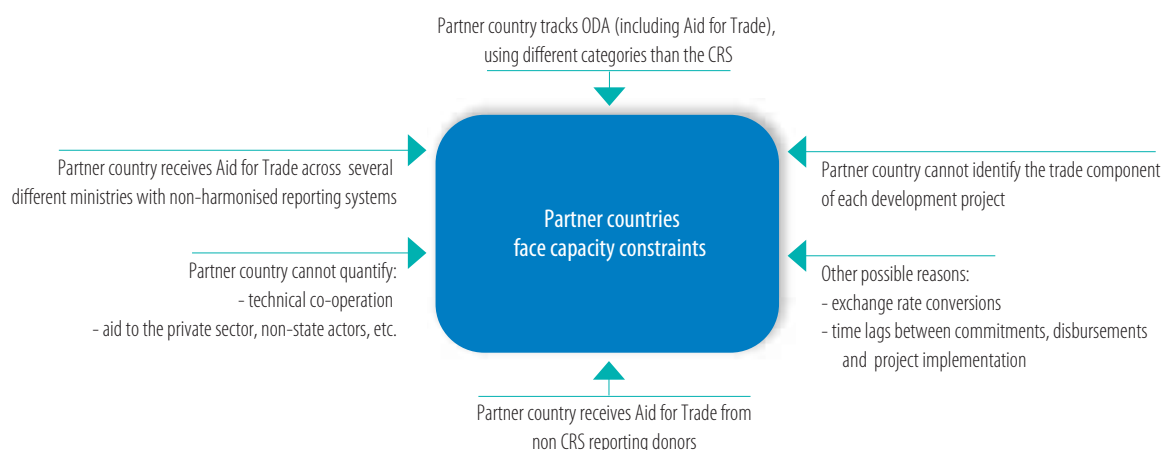 Partner country tracks ODA (including Aid for Trade),
using different categories than the CRS
Partner country receives Aid for Trade across several
different ministries with non-harmonised reporting systems
Partner country cannot identify the trade component
of each development project
Partner countries
face capacity constraints
Partner country cannot quantify:
- technical co-operation
- aid to the private sector, non-state actors, etc.
Other possible reasons:
- exchange rate conversions
- time lags between commitments, disbursements
and project implementation
Partner country receives Aid for Trade from
non CRS reporting donors